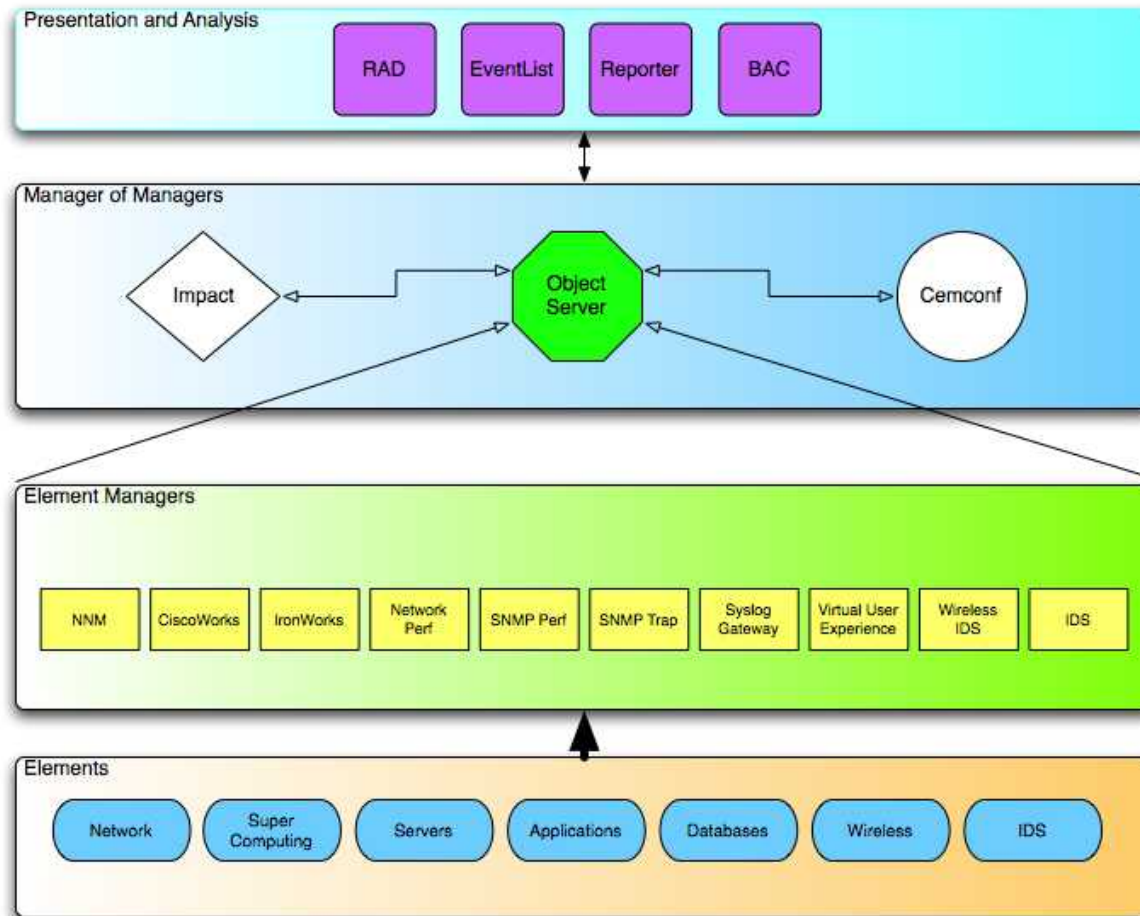 Presentation and Analysis
RAD
EventList
Reporter
BAC
Manager of Managers
Impact
Object
Server
Cemconf
Element Managers
NNM
CiscoWorks
IronWorks
Network
Perf
SNMP Perf
SNMP Trap
Syslog
Gateway
Virtual User
Experience
Wireless
IDS
IDS
Elements
Network
Super
Computing
Servers
Applications
Databases
Wireless
IDS